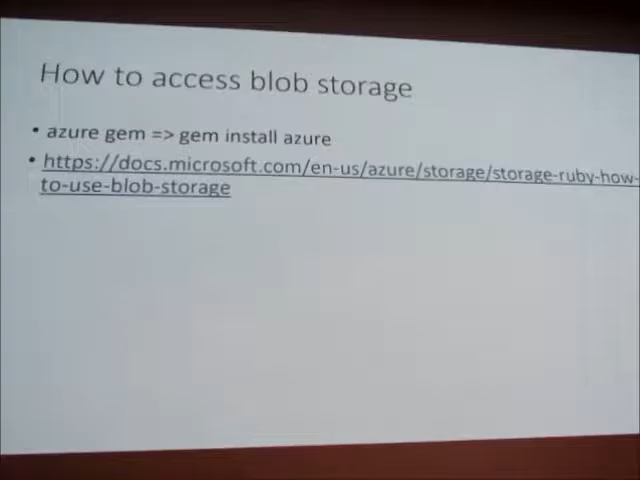 How to access blob storage
• azure gem => gem install azure
• https://docs.microsoft.com/en-us/azure/storage/storage-ruby-how-
to-use-blob-storage